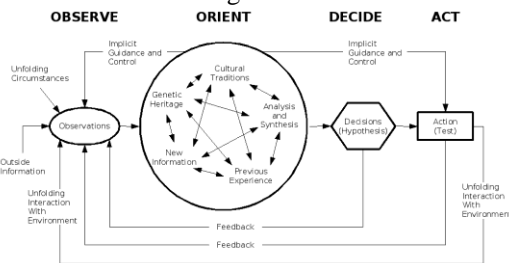 OBSERVE ORIENT DECIDE ACT
Implicit
Guidance and
Control
Implicit
Guidance and
Control
Unfolding
Circumstances
Cultural
Traditions
Genetic
Heritage
Analysis
and
Synthesis
Observations
Decisions
(Hypothesis)
Action
(Test)
New
Information
Previous
Experience
Outside
Information
Unfolding
Interaction
With
Environment
Unfolding
Interaction
With
Environment
Feedback
Feedback